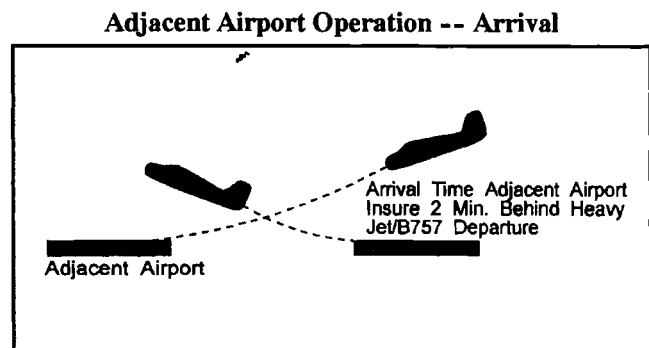 Adjacent Airport Operation -- Arrival
Arrival Time Adjacent Airport
Insure 2 Min. Behind Heavy
Jet/B757 Departure
Adjacent Airport